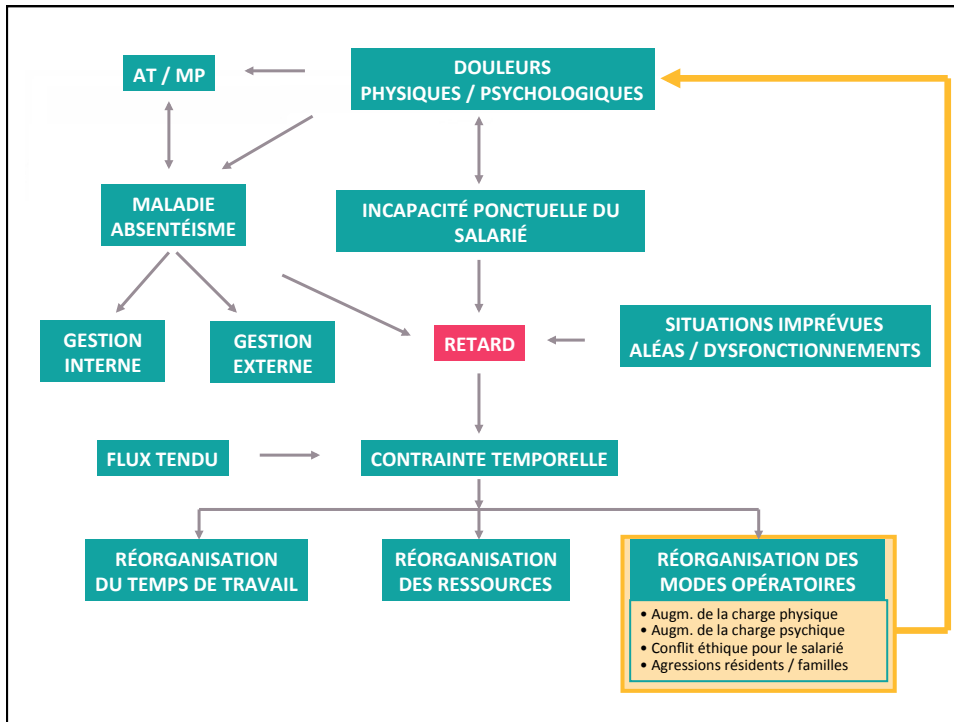 AT / MP
DOULEURS
PHYSIQUES / PSYCHOLOGIQUES
MALADIE
ABSENTÉISME
INCAPACITÉ PONCTUELLE DU
SALARIÉ
GESTION
INTERNE
GESTION
EXTERNE
RETARD
SITUATIONS IMPRÉVUES
ALÉAS / DYSFONCTIONNEMENTS
FLUX TENDU
CONTRAINTE TEMPORELLE
RÉORGANISATION
DU TEMPS DE TRAVAIL
RÉORGANISATION
DES RESSOURCES
RÉORGANISATION DES
MODES OPÉRATOIRES
• Augm. de la charge physique
• Augm. de la charge psychique
• Conflit éthique pour le salarié
• Agressions résidents / familles